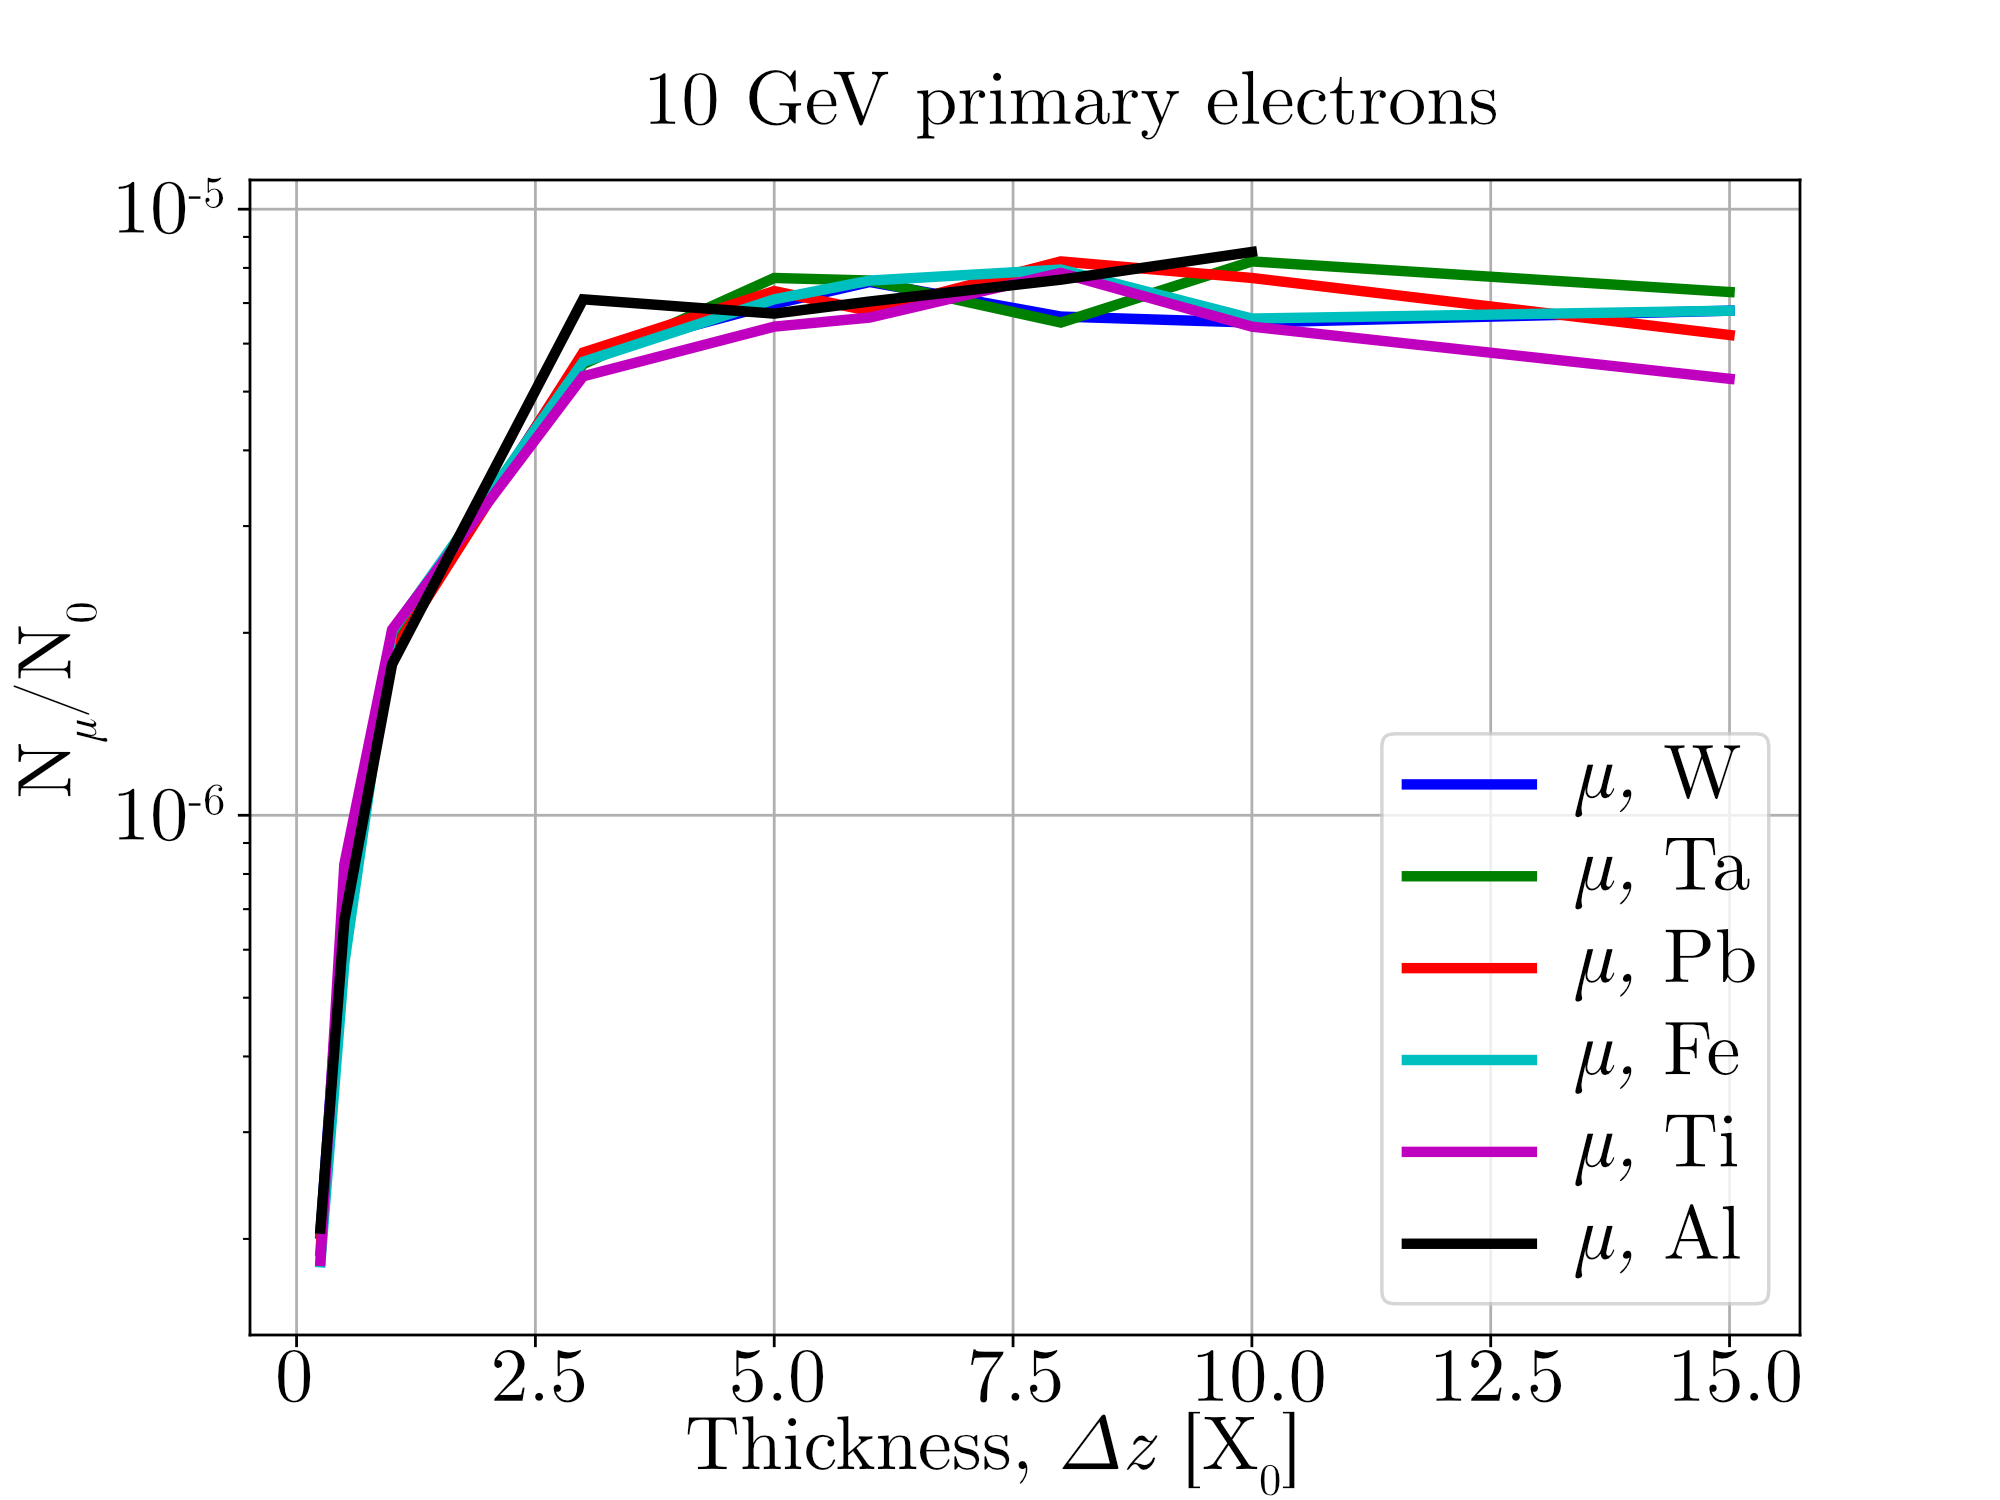 10 GeV primary electrons
10-5
10-6
Nμ/N0
0 2.5 5.0 7.5 10.0 12.5 15.0
Thickness, Δz [X0]
μ, W
μ, Ta
μ, Pb
μ, Fe
μ, Ti
μ, Al